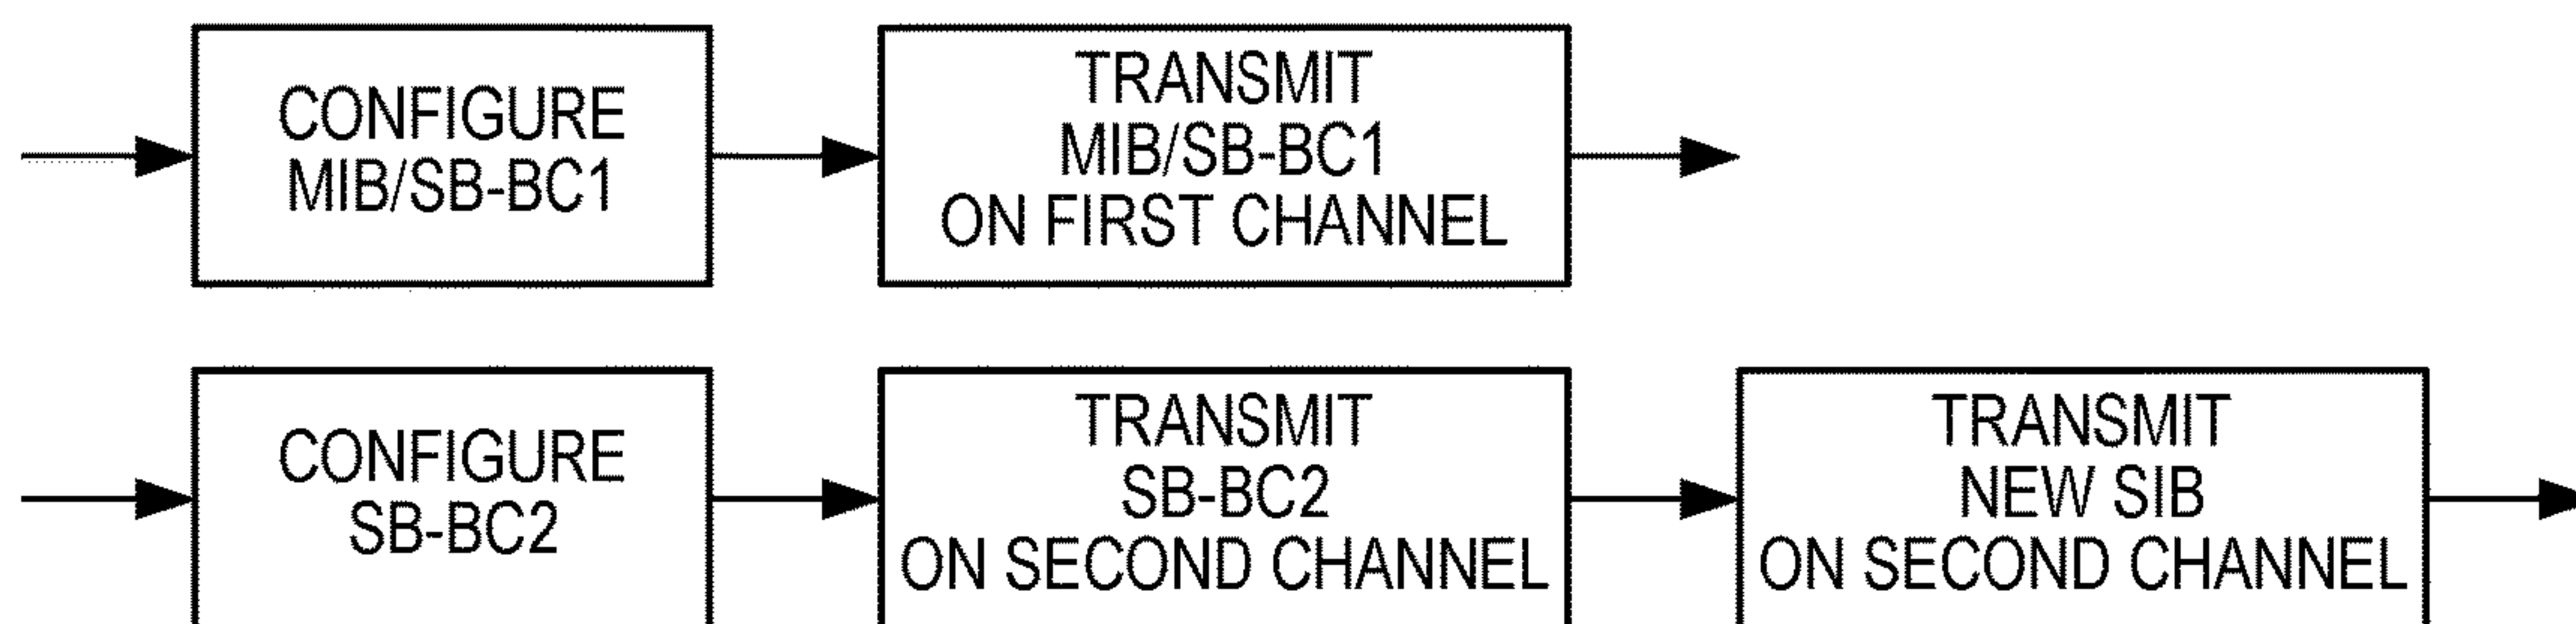 CONFIGURE
MIB/SB-BC1
TRANSMIT
MIB/SB-BC1
ON FIRST CHANNEL
CONFIGURE
SB-BC2
TRANSMIT
SB-BC2
ON SECOND CHANNEL
TRANSMIT
NEW SIB
ON SECOND CHANNEL